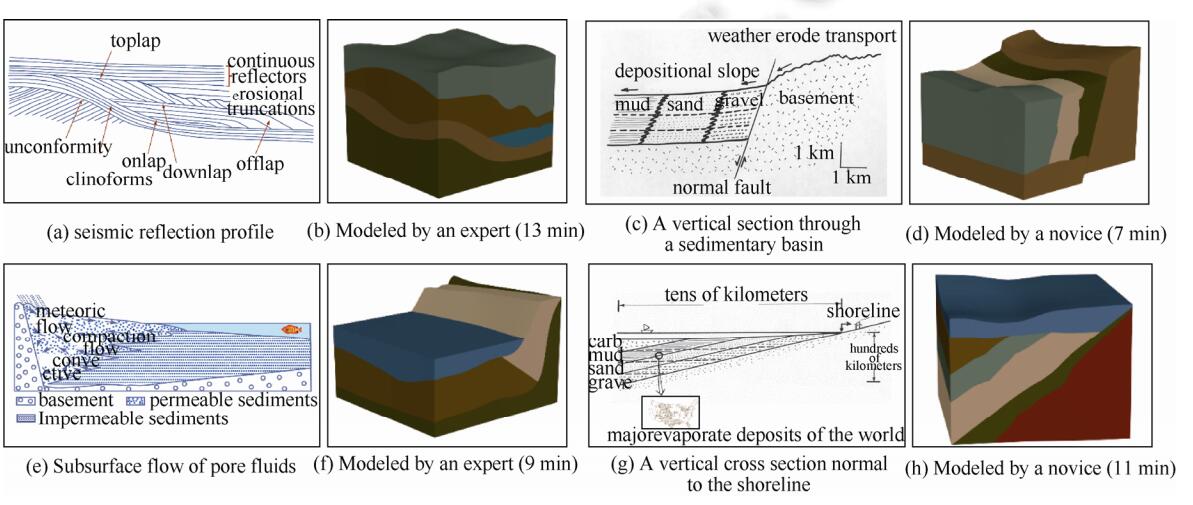 toplap
continuous
reflectors
erosional
truncations
unconformity
onlap
clinoforms
downlap
offlap
(a) seismic reflection profile
(b) Modeled by an expert (13 min)
weather erode transport
depositional slope
mud sand gravel basement
1 km
1 km
normal fault
(c) A vertical section through
a sedimentary basin
(d) Modeled by a novice (7 min)
meteoric
flow
compaction
flow
conve
ctive
basement permeable sediments
Impermeable sediments
(e) Subsurface flow of pore fluids
(f) Modeled by an expert (9 min)
tens of kilometers
shoreline
carb
mud
sand
grave
hundreds
of
kilometers
majorevaporate deposits of the world
(g) A vertical cross section normal
to the shoreline
(h) Modeled by a novice (11 min)